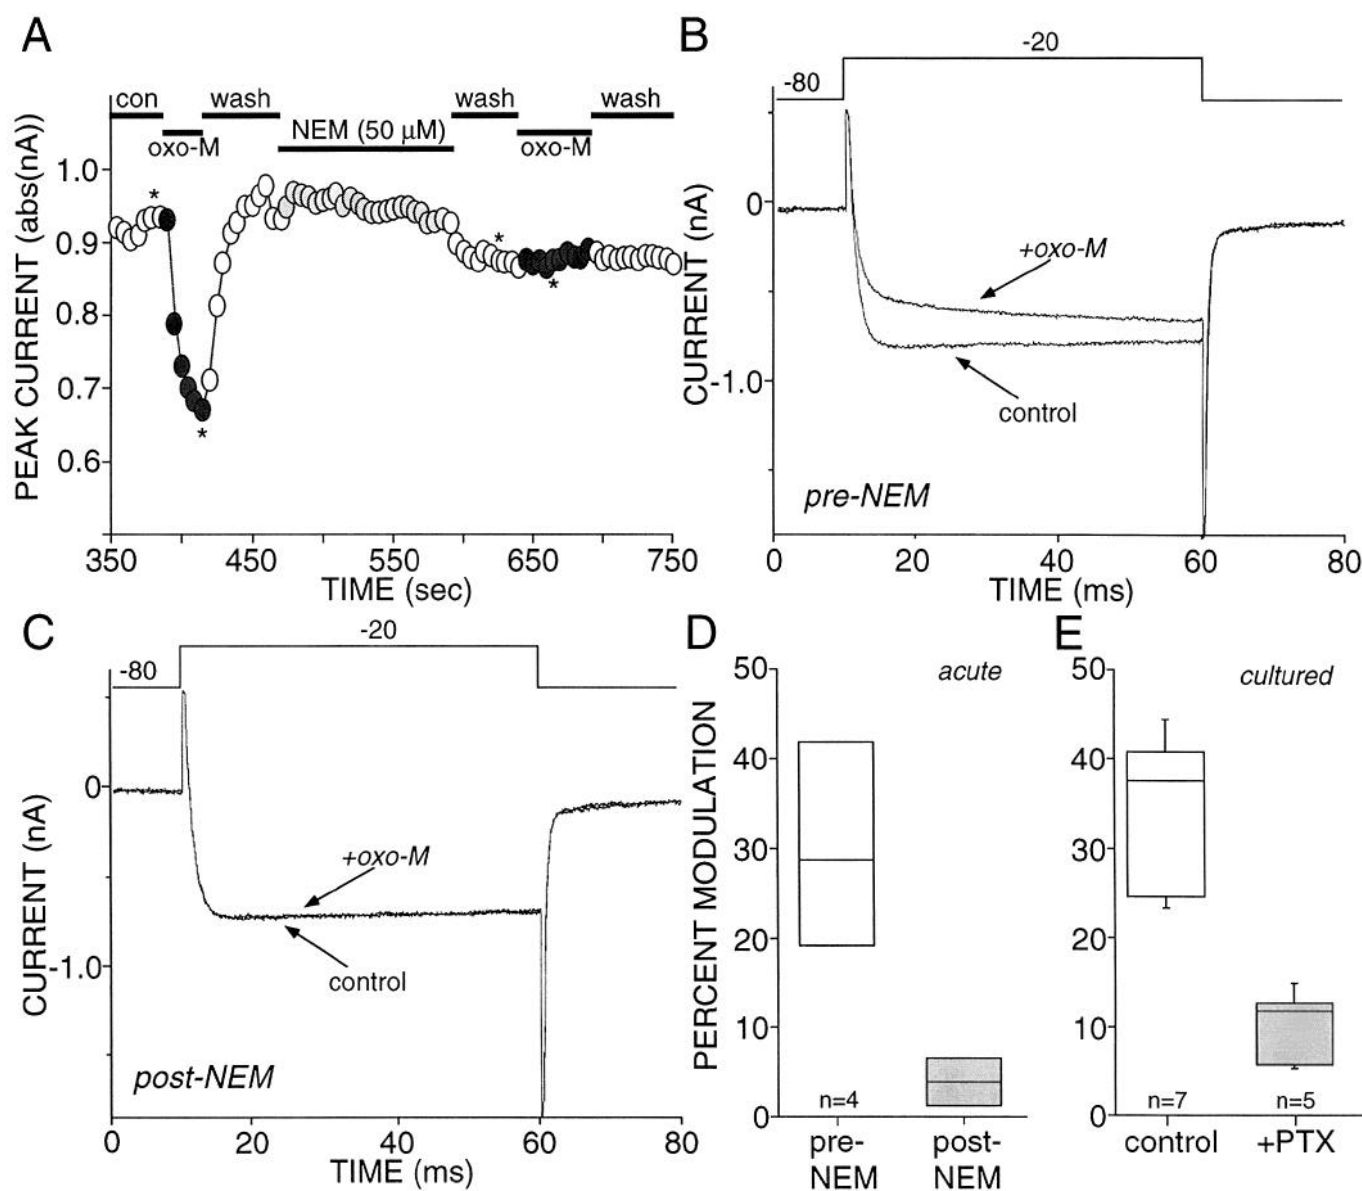 A
con
wash
wash
wash
NEM (50 μM)
oxo-M
oxo-M
PEAK CURRENT (abs(nA))
1.0
0.9
0.8
0.7
0.6
*
*
*
*
350
450
550
650
750
TIME (sec)
B
-20
-80
CURRENT (nA)
0
-1.0
+oxo-M
control
pre-NEM
0
20
40
60
80
TIME (ms)
C
-20
-80
CURRENT (nA)
0
-1.0
+oxo-M
control
post-NEM
0
20
40
60
80
TIME (ms)
D
acute
PERCENT MODULATION
50
40
30
20
10
0
n=4
pre-
NEM
post-
NEM
E
cultured
50
40
30
20
10
0
n=7
n=5
control
+PTX